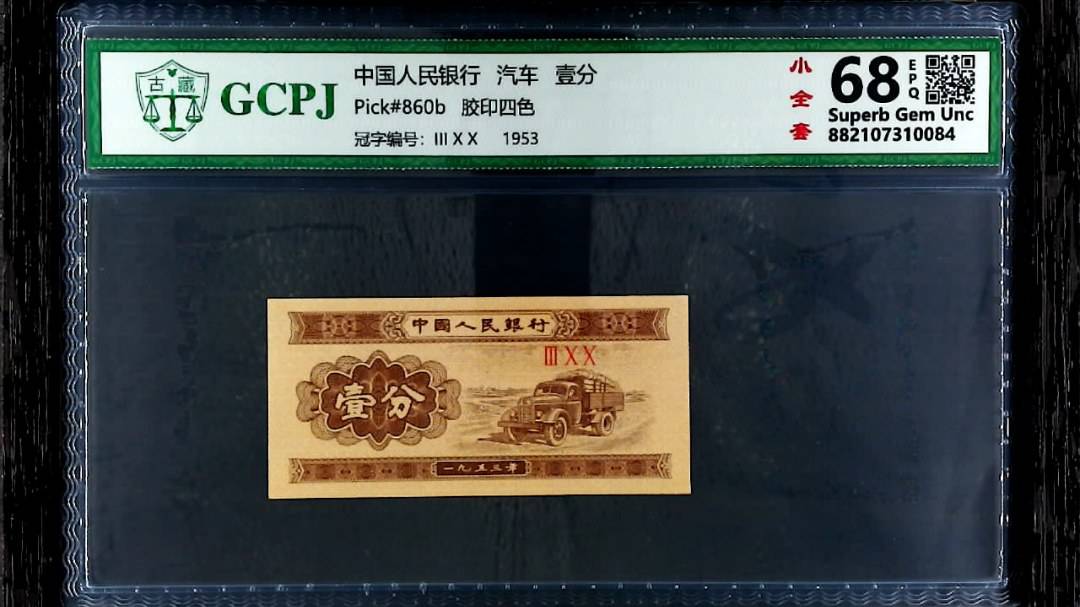 古藏
GCPJ
中国人民银行 汽车 壹分
Pick#860b 胶印四色
冠字编号: III X X 1953
小全套
68
EPQ
Superb Gem Unc
882107310084
中國人民銀行
III X X
壹分
一九五三年